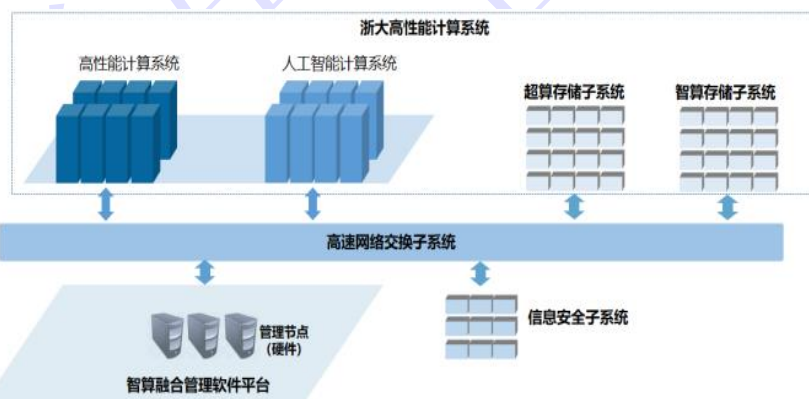 浙大高性能计算系统
高性能计算系统
人工智能计算系统
超算存储子系统
智算存储子系统
高速网络交换子系统
管理节点
(硬件)
信息安全子系统
智算融合管理软件平台